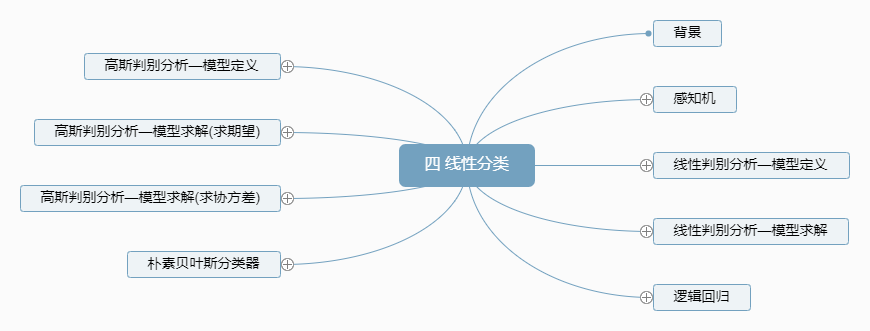 四 线性分类
背景
感知机
线性判别分析—模型定义
线性判别分析—模型求解
逻辑回归
高斯判别分析—模型定义
高斯判别分析—模型求解(求期望)
高斯判别分析—模型求解(求协方差)
朴素贝叶斯分类器